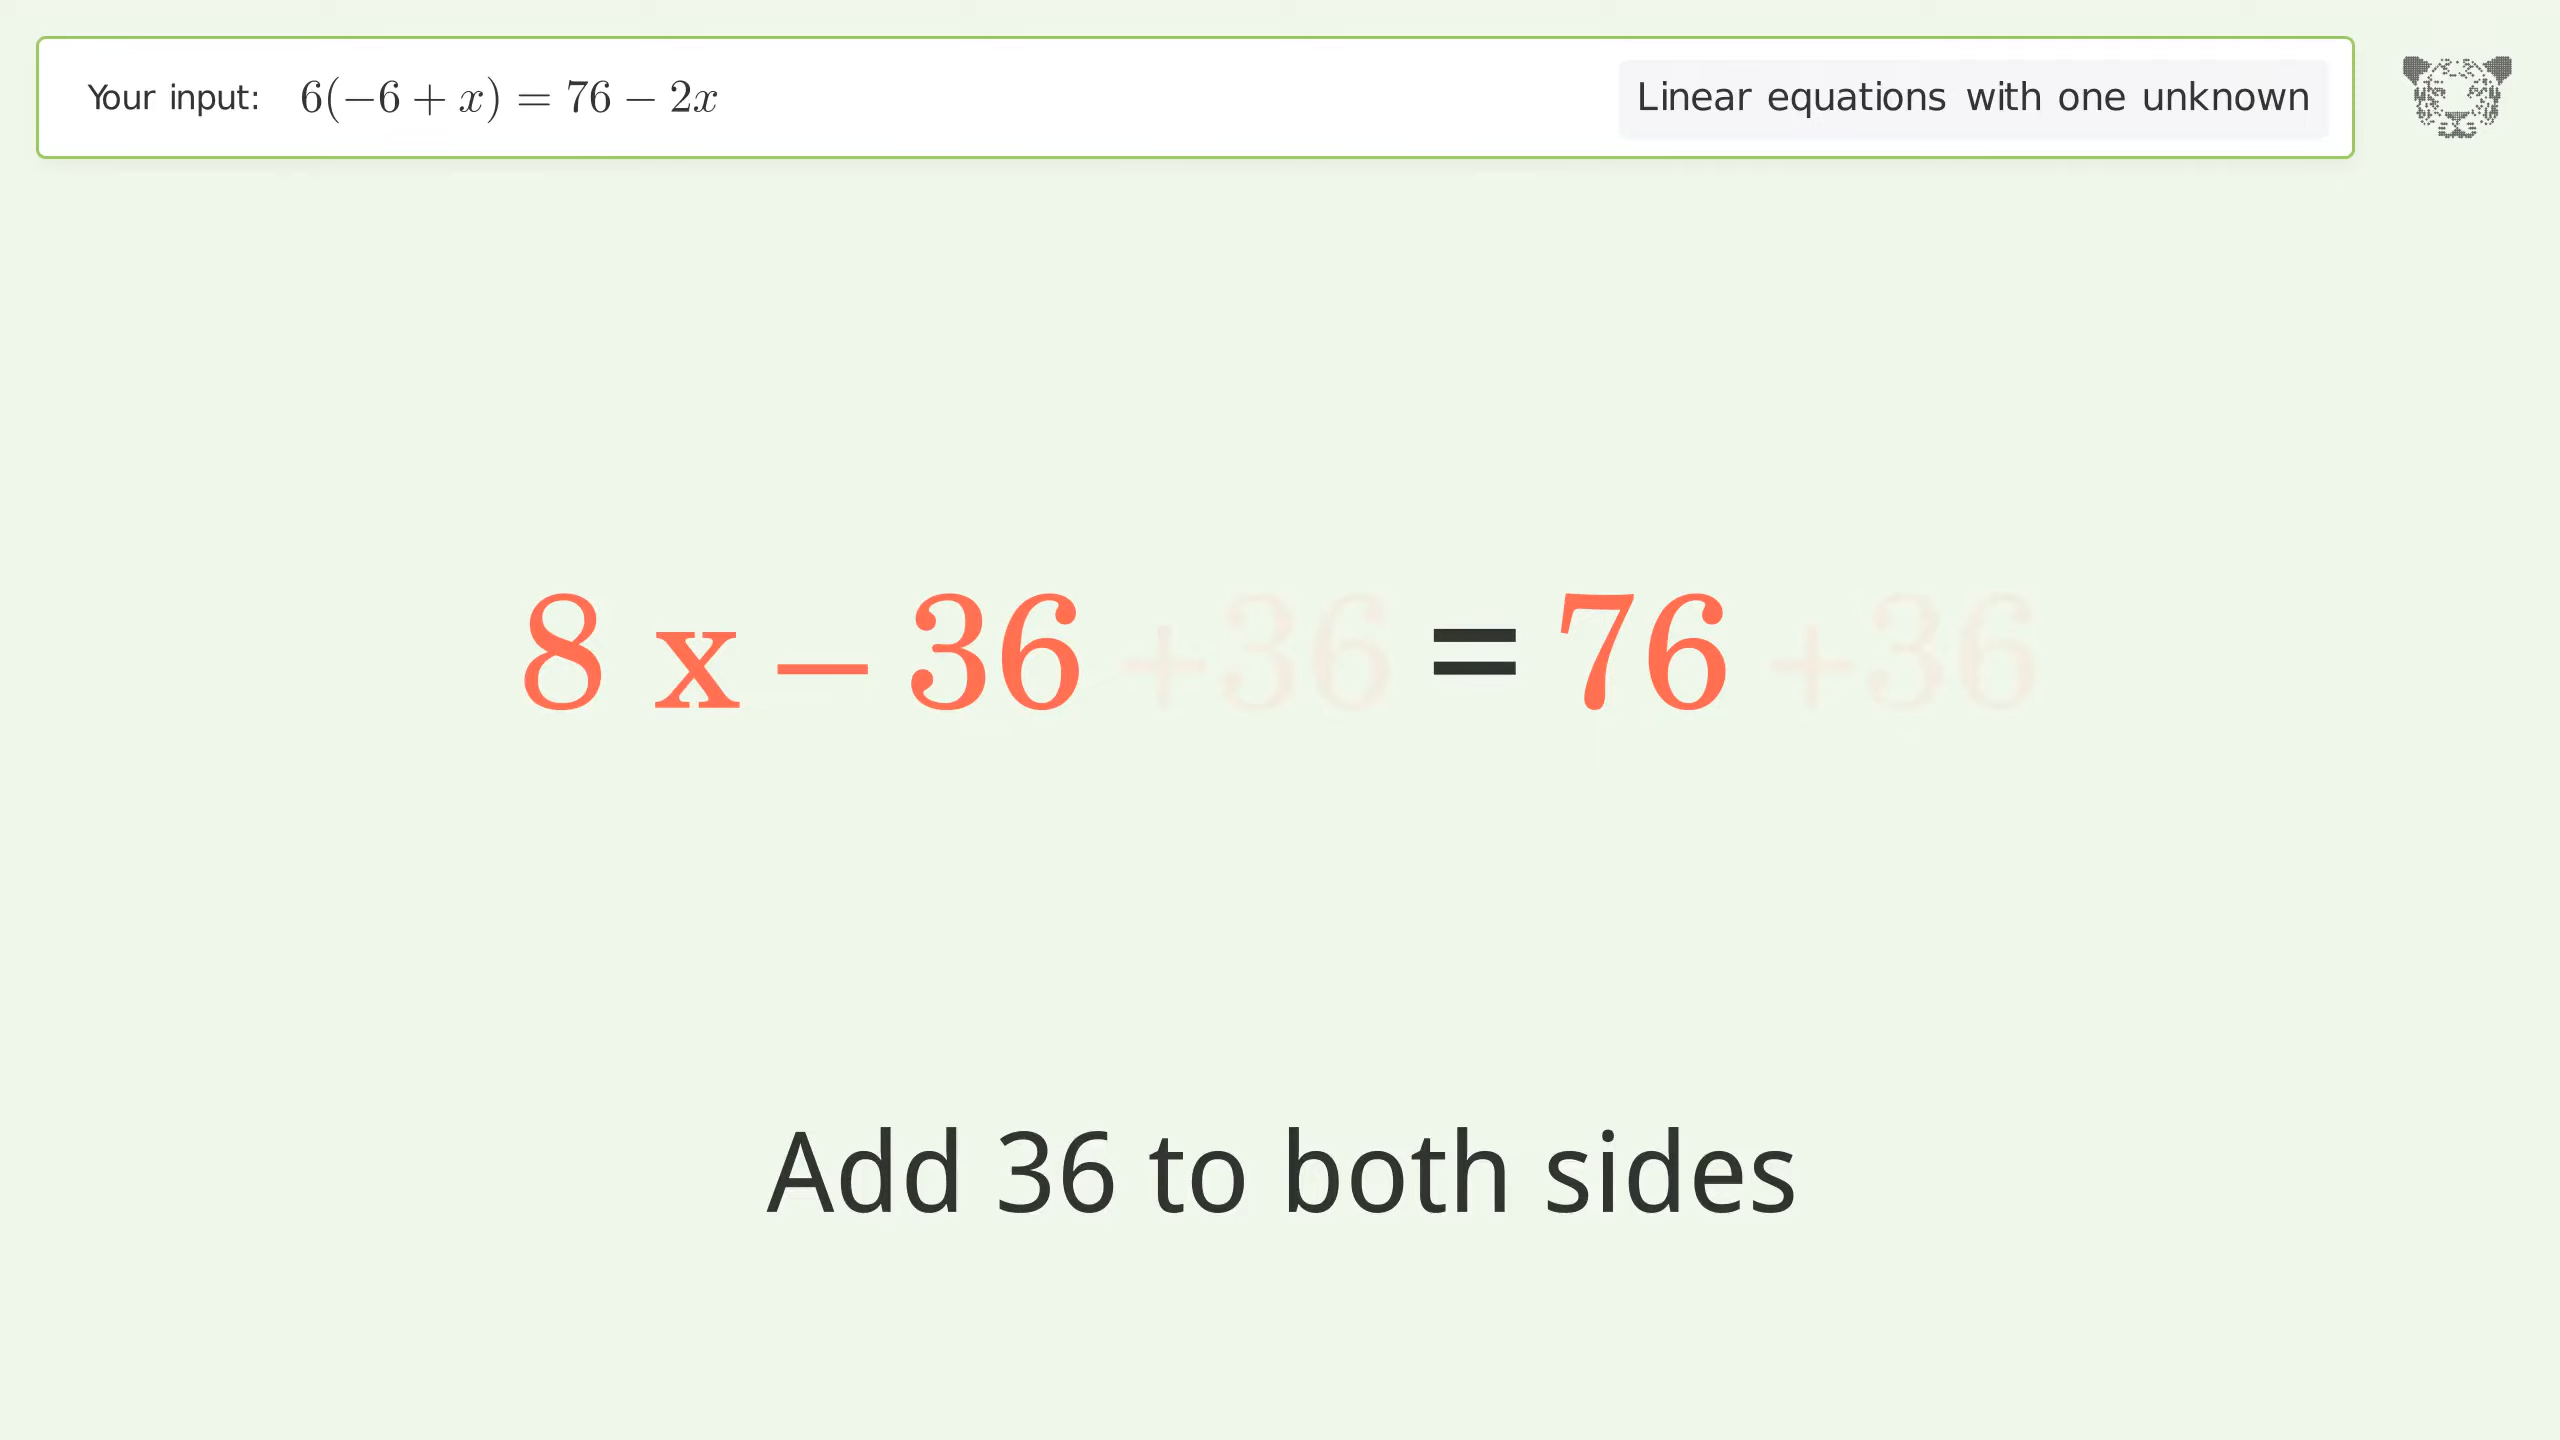 Your input: 6(−6 + x) = 76 − 2x
Linear equations with one unknown
8 x − 36 +36 = 76 +36
Add 36 to both sides